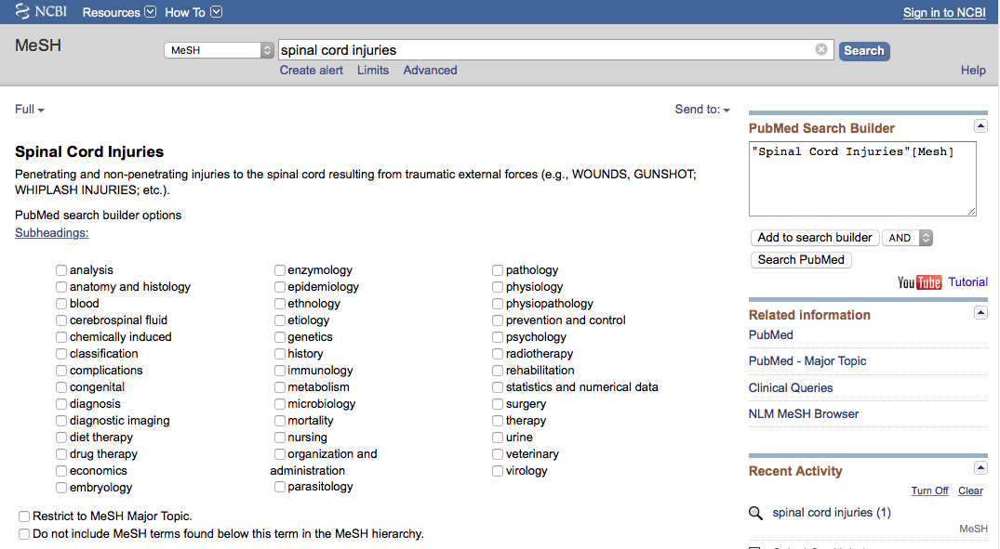 NCBI Resources How To Sign in to NCBI
MeSH
MeSH
spinal cord injuries
Search
Create alert Limits Advanced
Help
Full
Send to:
Spinal Cord Injuries
Penetrating and non-penetrating injuries to the spinal cord resulting from traumatic external forces (e.g., WOUNDS, GUNSHOT;
WHIPLASH INJURIES; etc.).
PubMed search builder options
Subheadings:
analysis
anatomy and histology
blood
cerebrospinal fluid
chemically induced
classification
complications
congenital
diagnosis
diagnostic imaging
diet therapy
drug therapy
economics
embryology
enzymology
epidemiology
ethnology
etiology
genetics
history
immunology
metabolism
microbiology
mortality
nursing
organization and
administration
parasitology
pathology
physiology
physiopathology
prevention and control
psychology
radiotherapy
rehabilitation
statistics and numerical data
surgery
therapy
urine
veterinary
virology
Restrict to MeSH Major Topic.
Do not include MeSH terms found below this term in the MeSH hierarchy.
PubMed Search Builder
"Spinal Cord Injuries"[Mesh]
Add to search builder AND
Search PubMed
YouTube Tutorial
Related information
PubMed
PubMed - Major Topic
Clinical Queries
NLM MeSH Browser
Recent Activity
Turn Off Clear
spinal cord injuries (1)
MeSH